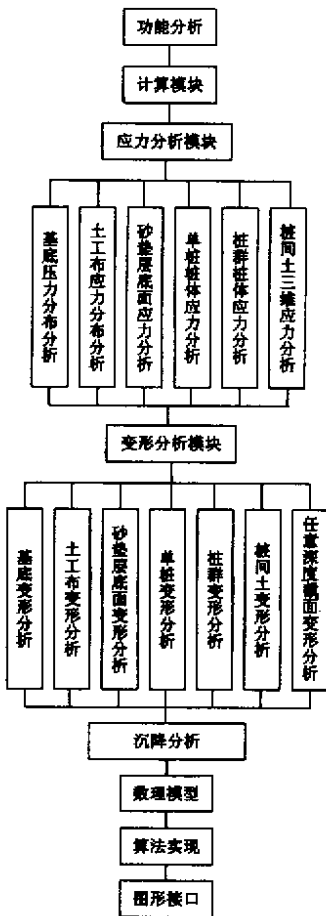 功能分析
计算模块
应力分析模块
基底压力分布分析
土工布应力分布分析
砂垫层底面应力分析
单桩桩体应力分析
桩群桩体应力分析
桩间土三维应力分析
变形分析模块
基底变形分析
土工布变形分析
砂垫层底面变形分析
单桩变形分析
桩群变形分析
桩间土变形分析
任意深度截面变形分析
沉降分析
数理模型
算法实现
图形接口